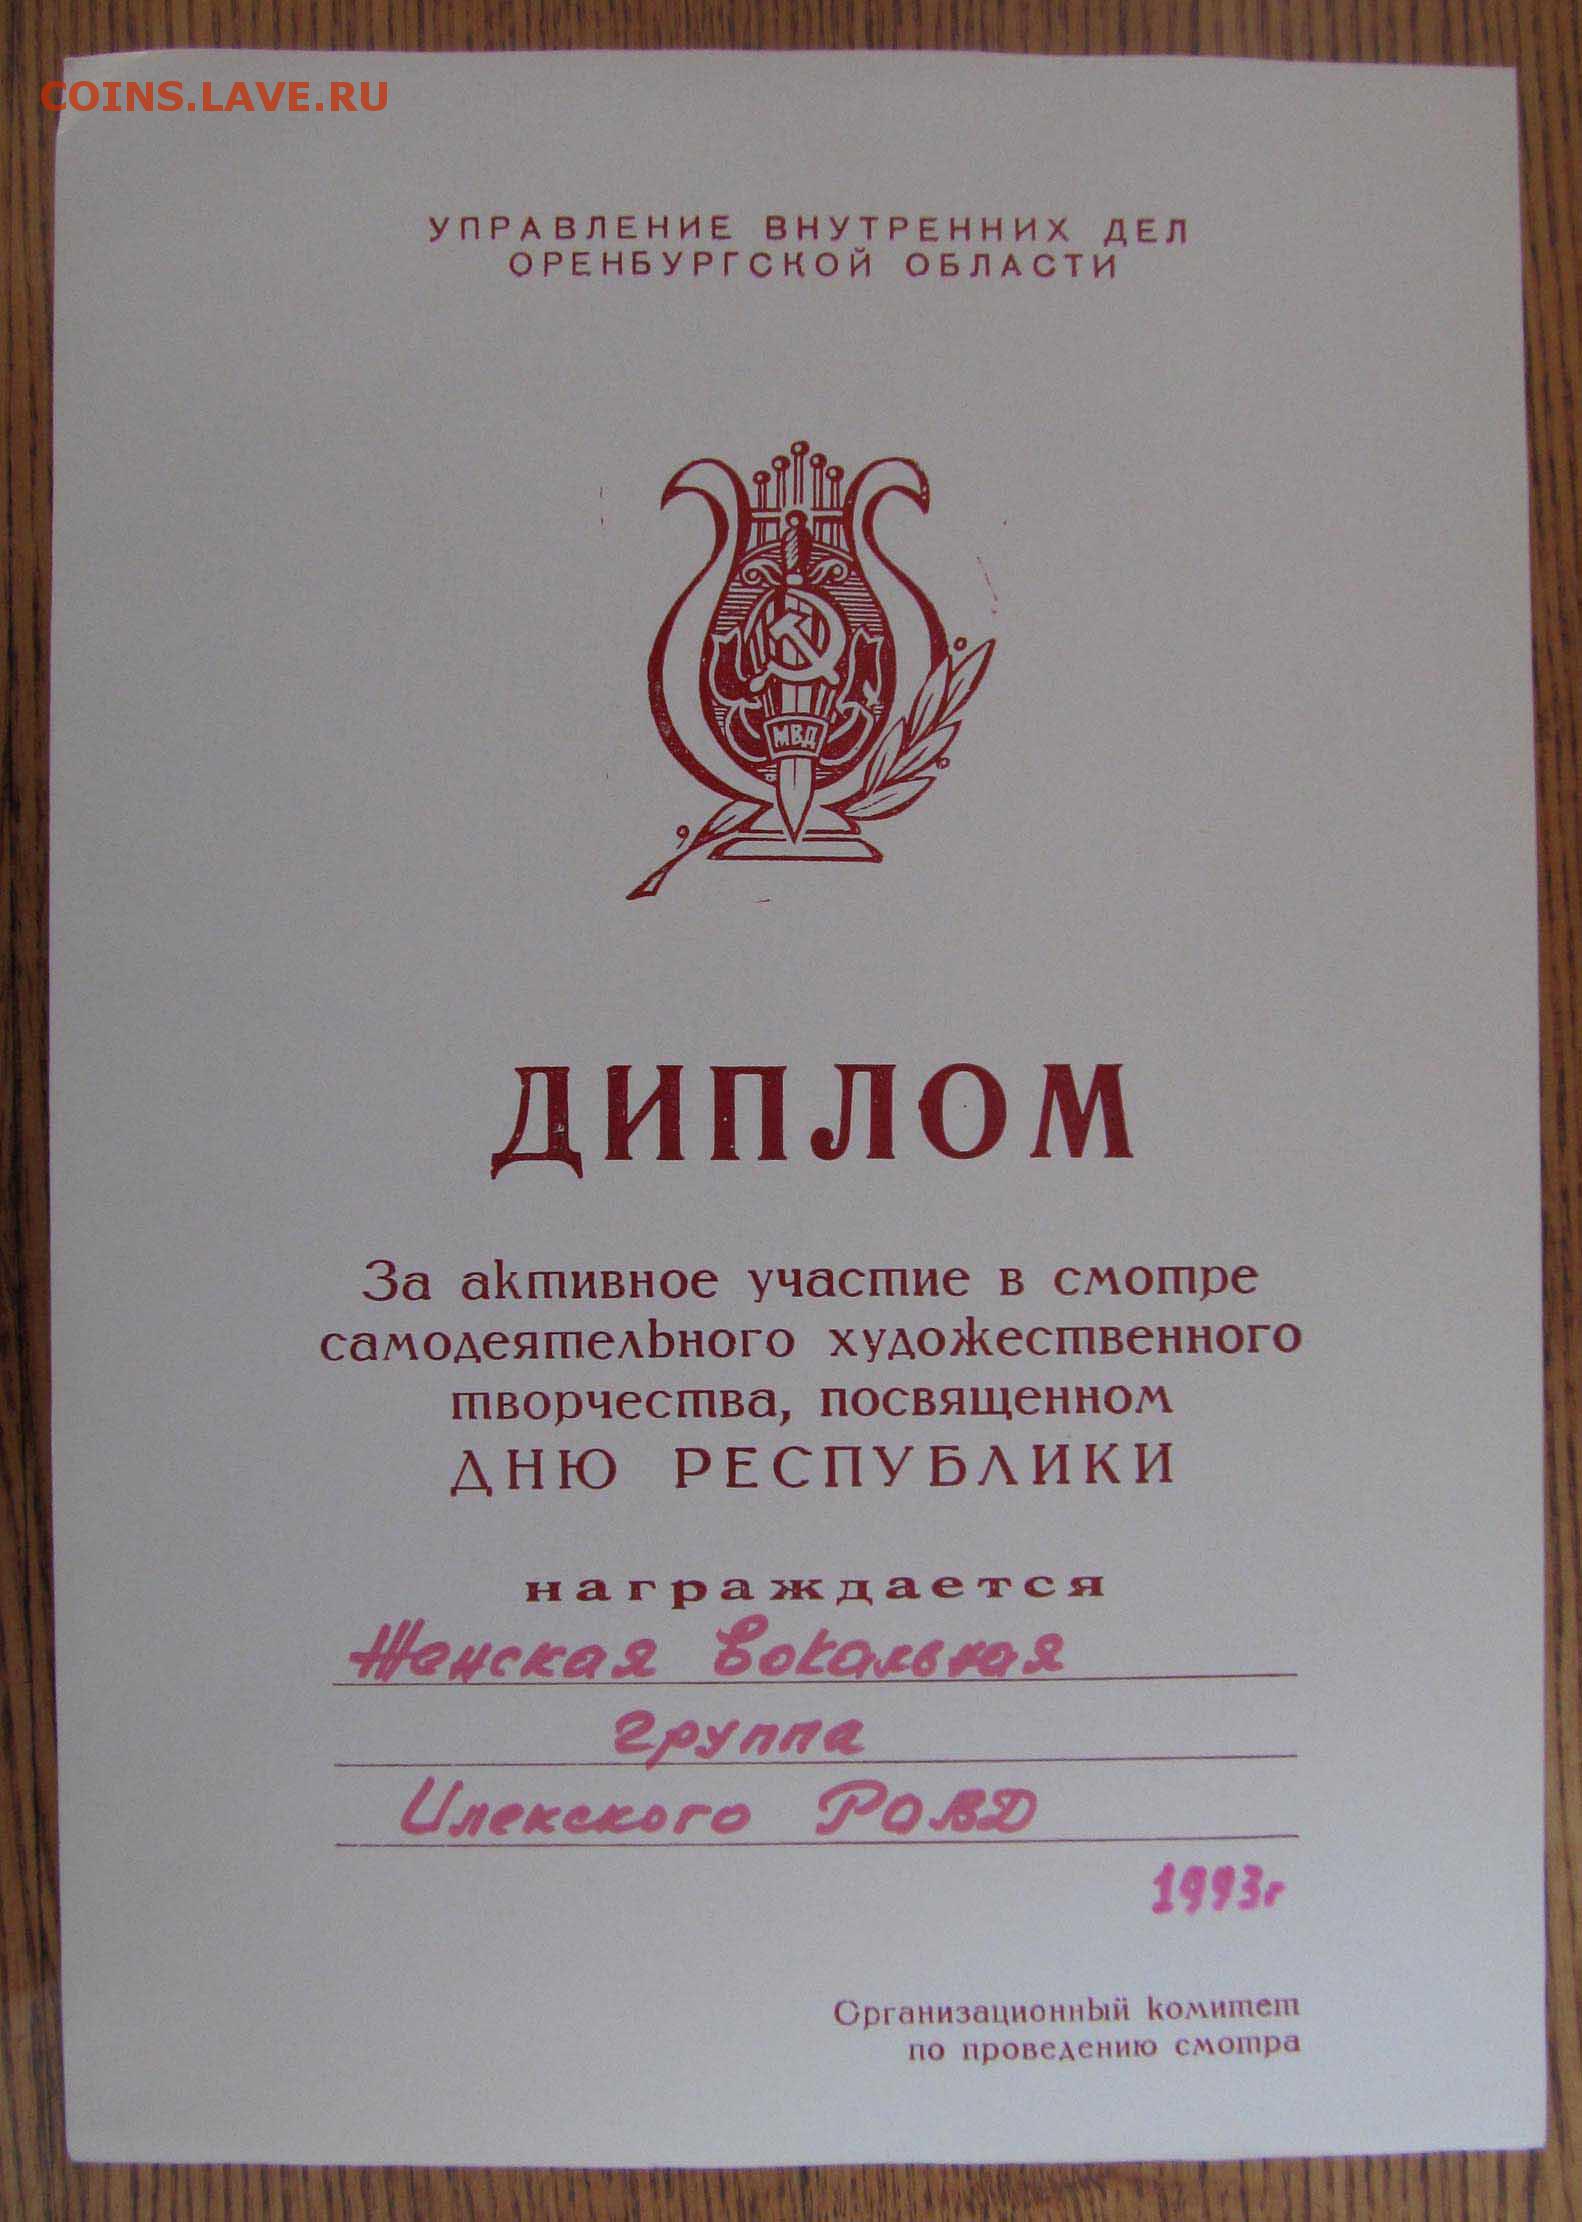 COINS.LAVE.RU
УПРАВЛЕНИЕ ВНУТРЕННИХ ДЕЛ
ОРЕНБУРГСКОЙ ОБЛАСТИ
МВД
ДИПЛОМ
За активное участие в смотре
самодеятельного художественного
творчества, посвященном
ДНЮ РЕСПУБЛИКИ
награждается
Женская вокальная
группа
Илекского РОВД
1993г
Организационный комитет
по проведению смотра